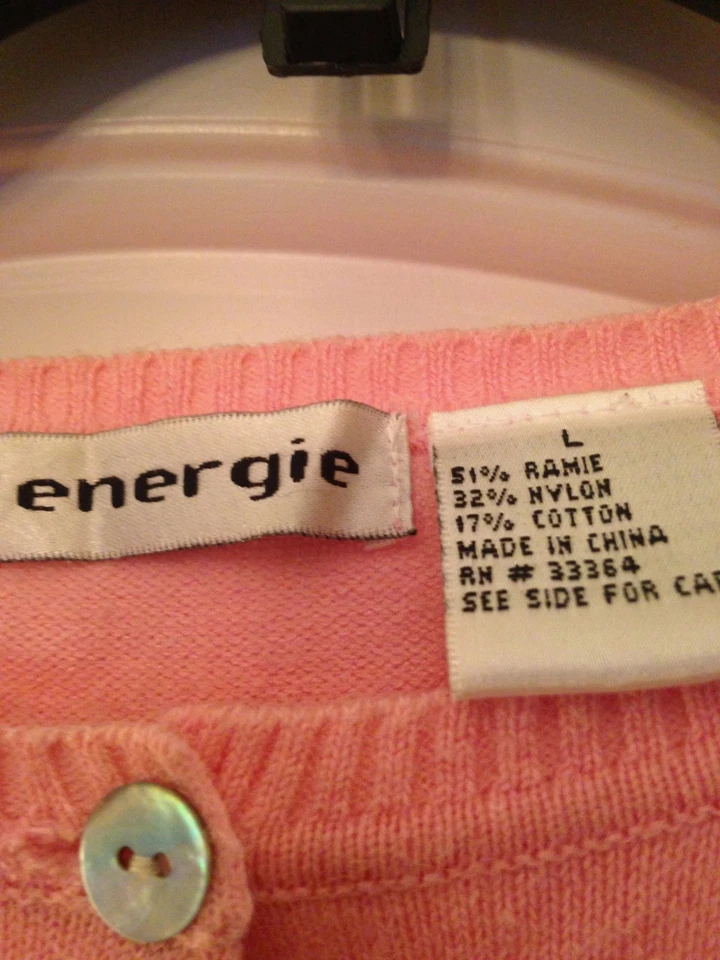 energie
L
51% RAMIE
32% NYLON
17% COTTON
MADE IN CHINA
RN # 33364
SEE SIDE FOR